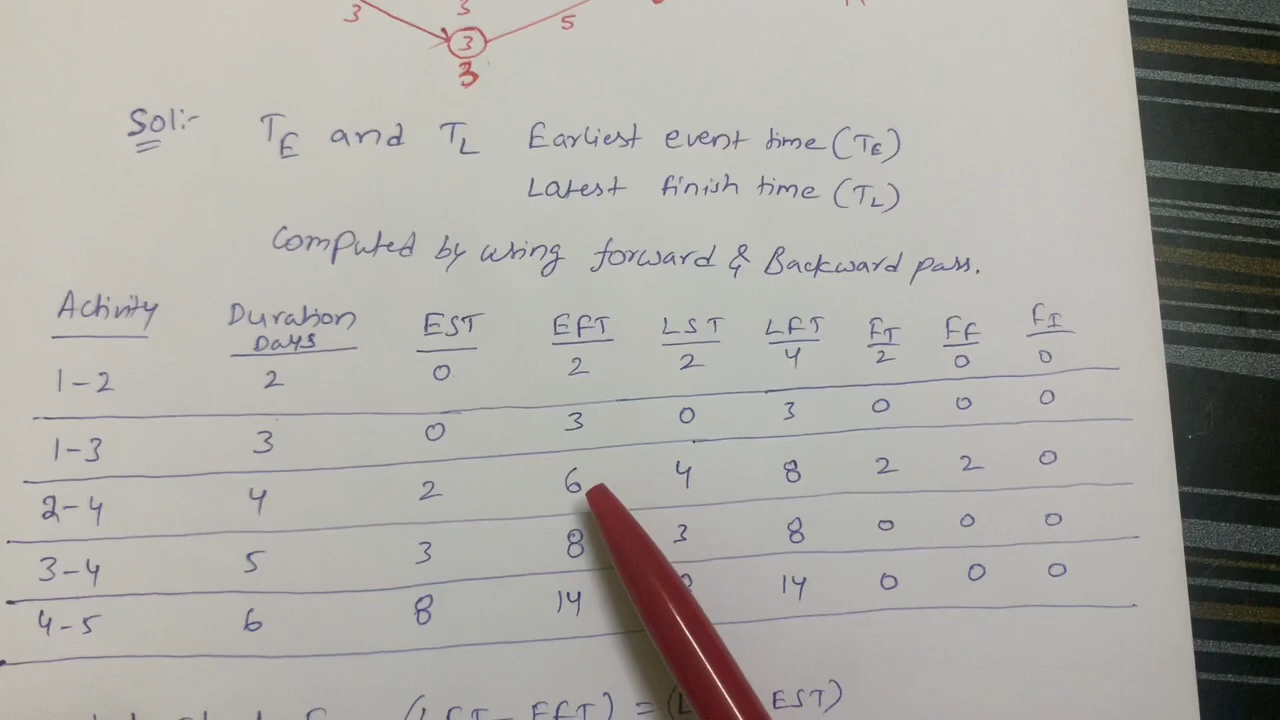 3
3
5
3
3
Sol:-
TE and TL Earliest event time (TE)
Latest finish time (TL)
Computed by using forward & Backward pass.
Activity Duration Days EST EFT LST LFT FT FF FI
1-2 2 0 2 2 4 2 0 0
1-3 3 0 3 0 3 0 0 0
2-4 4 2 6 4 8 2 2 0
3-4 5 3 8 3 8 0 0 0
4-5 6 8 14 14 0 0 0
(LFT - EFT) = (L EST)